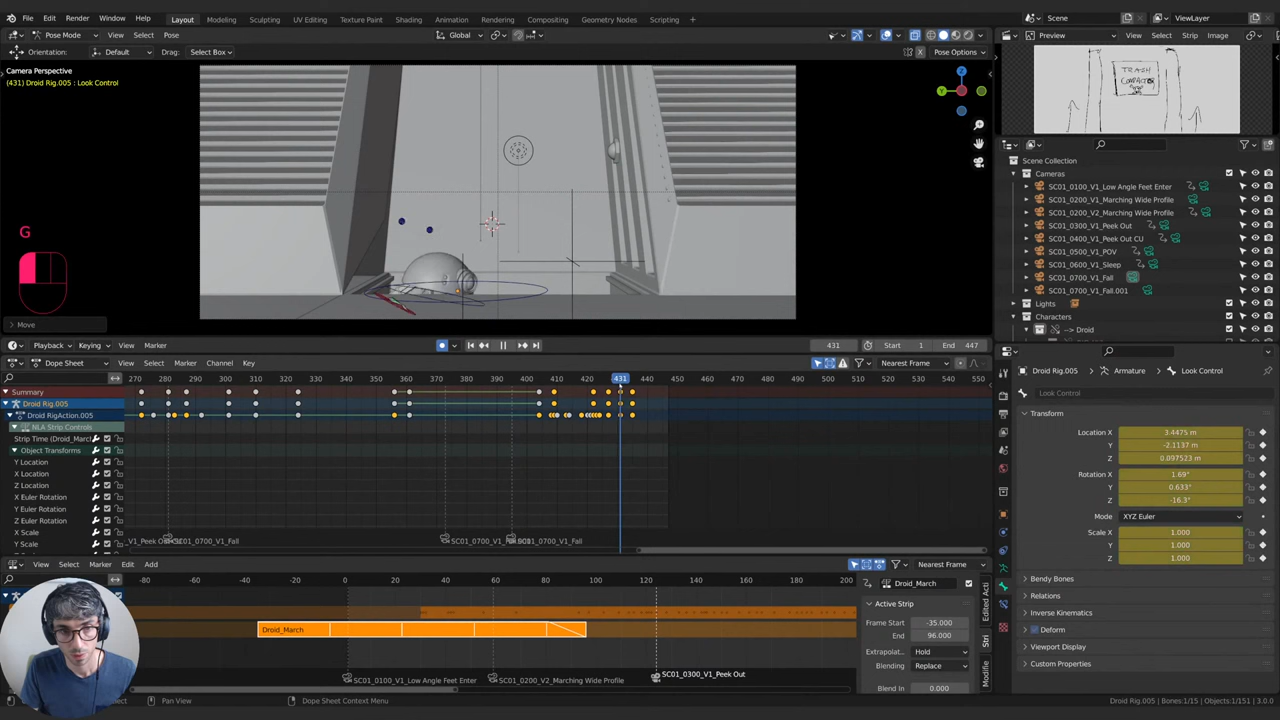 File Edit Render Window Help Layout Modeling Sculpting UV Editing Texture Paint Shading Animation Rendering Compositing Geometry Nodes Scripting + Scene ViewLayer
Pose Mode View Select Pose Global Preview View Select Strip Image
Orientation: Default Drag: Select Box X Pose Options
Camera Perspective
(431) Droid Rig.005 : Look Control
Z
Y
TRASH
COMPACTOR
G
Scene Collection
Cameras
SC01_0100_V1_Low Angle Feet Enter
SC01_0200_V1_Marching Wide Profile
SC01_0200_V2_Marching Wide Profile
SC01_0300_V1_Peek Out
SC01_0400_V1_Peek Out CU
SC01_0500_V1_POV
SC01_0600_V1_Sleep
SC01_0700_V1_Fall
SC01_0700_V1_Fall.001
Lights
Characters
--> Droid
Move
Playback Keying View Marker 431 Start 1 End 447
Dope Sheet View Select Marker Channel Key Nearest Frame
280 290 300 310 320 330 340 350 360 370 380 390 400 410 420 431 440 450 460 470 480 490 500 510 520 530 540 550
Summary
Droid Rig.005
Droid RigAction.005
NLA Strip Controls
Strip Time (Droid_Marcl
Object Transforms
Y Location
X Location
Z Location
X Euler Rotation
Y Euler Rotation
Z Euler Rotation
X Scale
Y Scale
_V1_Peek Out SC01_0700_V1_Fall SC01_0700_V1_Fall
Droid Rig.005 Armature Look Control
Look Control
Transform
Location X 3.4475 m
Y -2.1137 m
Z 0.097523 m
Rotation X 1.69°
Y 0.633°
Z -16.3°
Mode XYZ Euler
Scale X 1.000
Y 1.000
Z 1.000
Bendy Bones
Relations
Inverse Kinematics
Deform
Viewport Display
Custom Properties
View Select Marker Edit Add Nearest Frame
-80 -60 -40 -20 0 20 40 60 80 100 120 140 160 180 200
Droid_March
Droid_March
Active Strip
Frame Start -35.000
End 96.000
Extrapolat.. Hold
Blending Replace
Blend In 0.000
Edited Acti
Stri
Modifie
SC01_0100_V1_Low Angle Feet Enter SC01_0200_V2_Marching Wide Profile SC01_0300_V1_Peek Out
Pan View Dope Sheet Context Menu Droid Rig.005 | Bones:1/15 | Objects:1/151 | 3.0.0